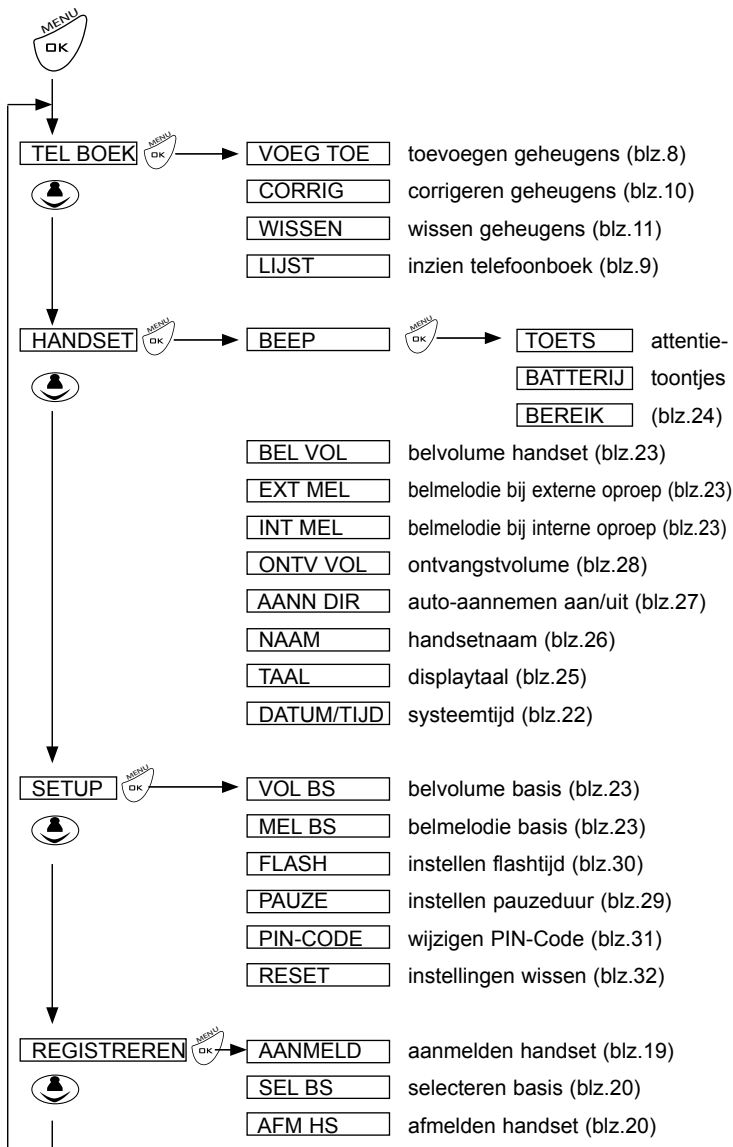 MENU
OK
TEL BOEK MENU OK VOEG TOE toevoegen geheugens (blz.8)
CORRIG corrigeren geheugens (blz.10)
WISSEN wissen geheugens (blz.11)
LIJST inzien telefoonboek (blz.9)
HANDSET MENU OK BEEP MENU OK TOETS attentie-
BATTERIJ toontjes
BEREIK (blz.24)
BEL VOL belvolume handset (blz.23)
EXT MEL belmelodie bij externe oproep (blz.23)
INT MEL belmelodie bij interne oproep (blz.23)
ONTV VOL ontvangstvolume (blz.28)
AANN DIR auto-aannemen aan/uit (blz.27)
NAAM handsetnaam (blz.26)
TAAL displaytaal (blz.25)
DATUM/TIJD systeemtijd (blz.22)
SETUP MENU OK VOL BS belvolume basis (blz.23)
MEL BS belmelodie basis (blz.23)
FLASH instellen flashtijd (blz.30)
PAUZE instellen pauzeduur (blz.29)
PIN-CODE wijzigen PIN-Code (blz.31)
RESET instellingen wissen (blz.32)
REGISTREREN MENU OK AANMELD aanmelden handset (blz.19)
SEL BS selecteren basis (blz.20)
AFM HS afmelden handset (blz.20)